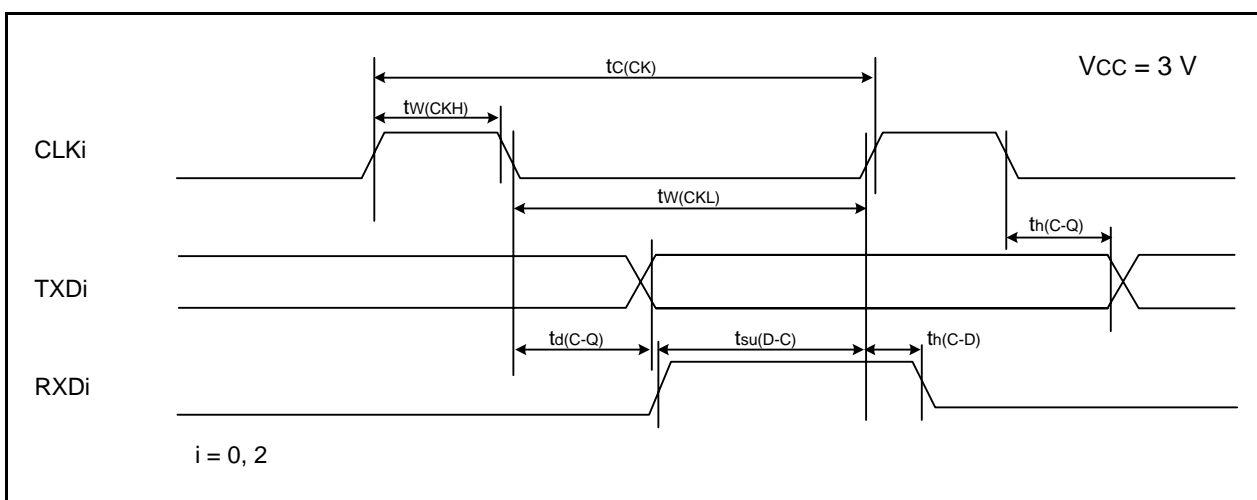 VCC = 3 V
tC(CK)
tW(CKH)
CLKi
tW(CKL)
th(C-Q)
TXDi
td(C-Q)
tsu(D-C)
th(C-D)
RXDi
i = 0, 2